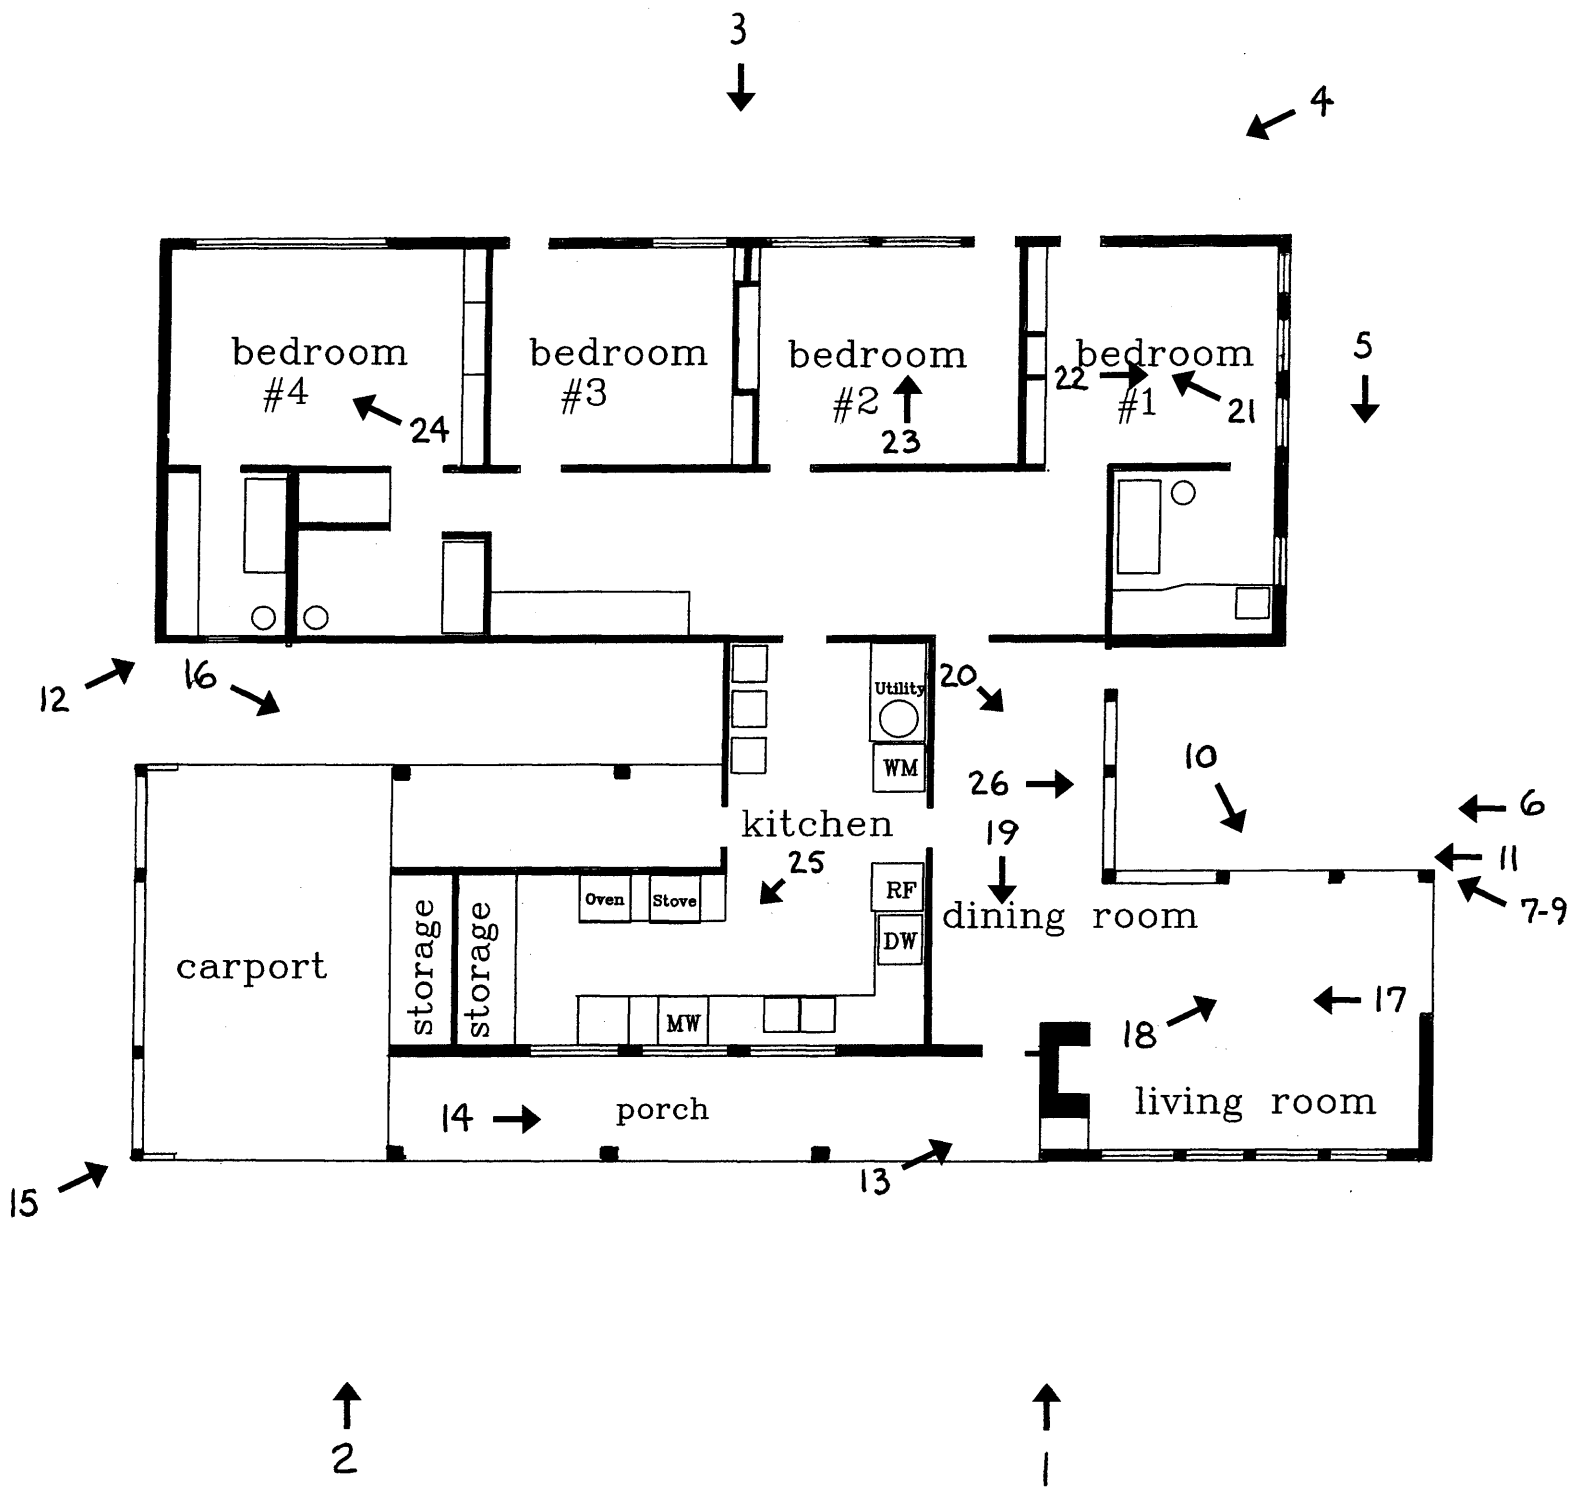 3
4
5
bedroom
#4
bedroom
#3
bedroom
#2
bedroom
#1
22
21
24
23
12
16
20
Utility
WM
10
26
6
kitchen
19
25
11
RF
Oven
Stove
7-9
dining room
DW
carport
storage
storage
17
MW
18
14
porch
living room
13
15
2
1